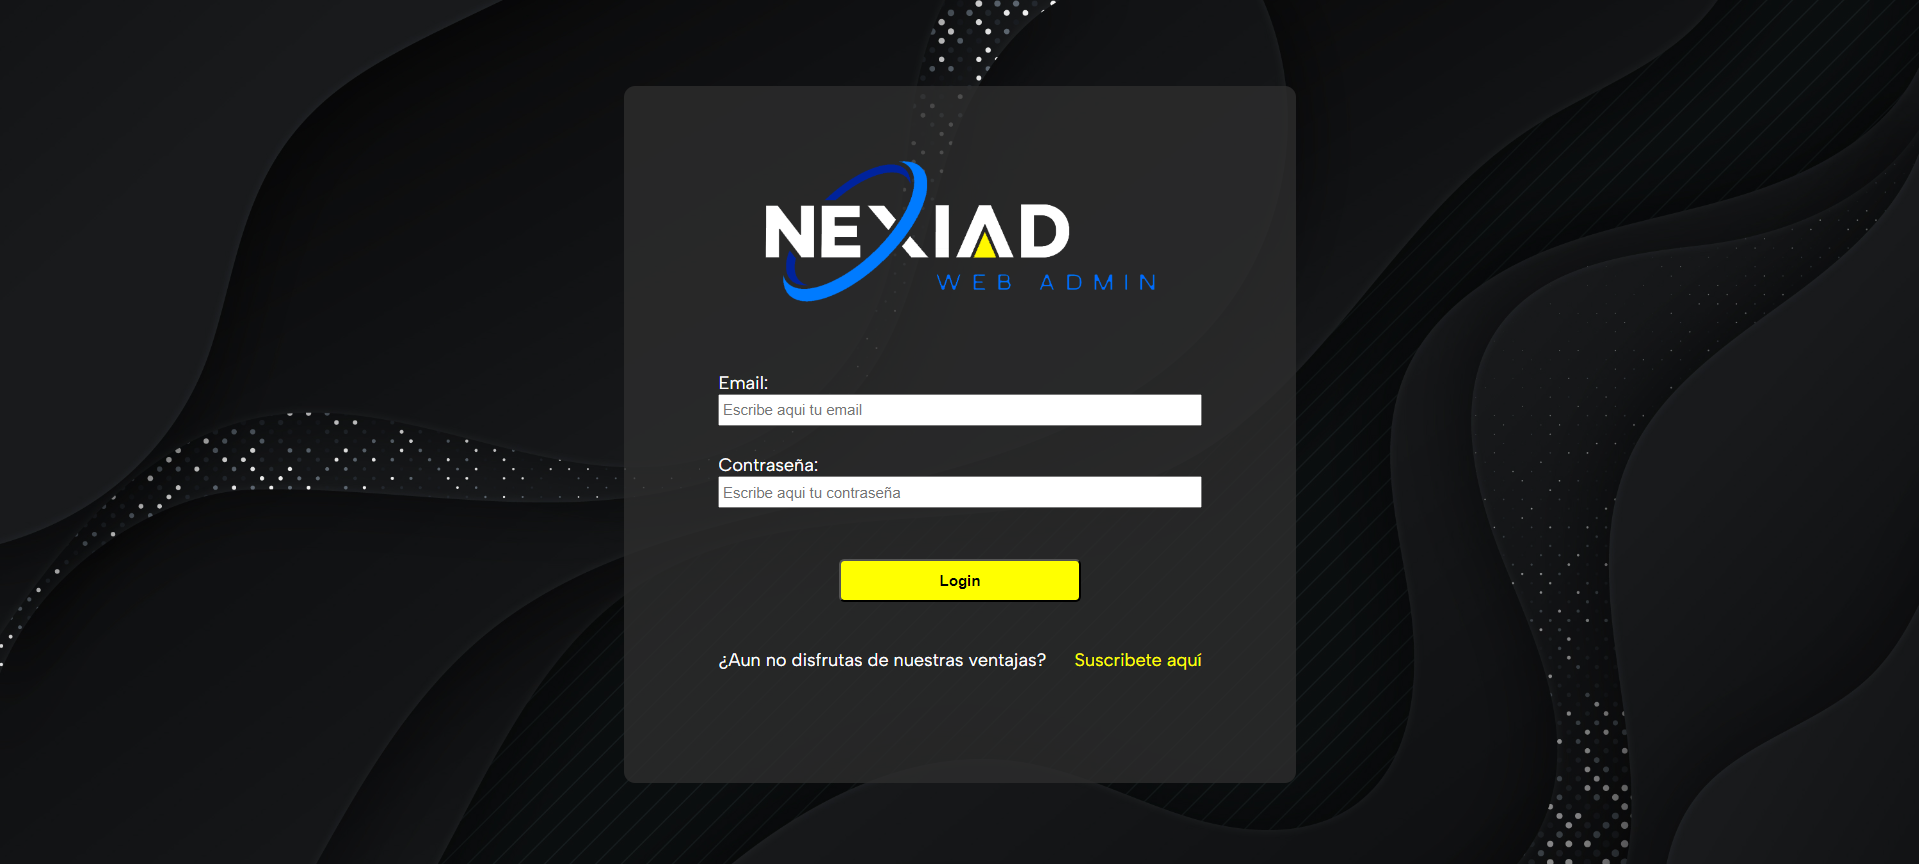 NEXIAD
WEB ADMIN
Email:
Escribe aqui tu email
Contraseña:
Escribe aqui tu contraseña
Login
¿Aun no disfrutas de nuestras ventajas? Suscribete aquí